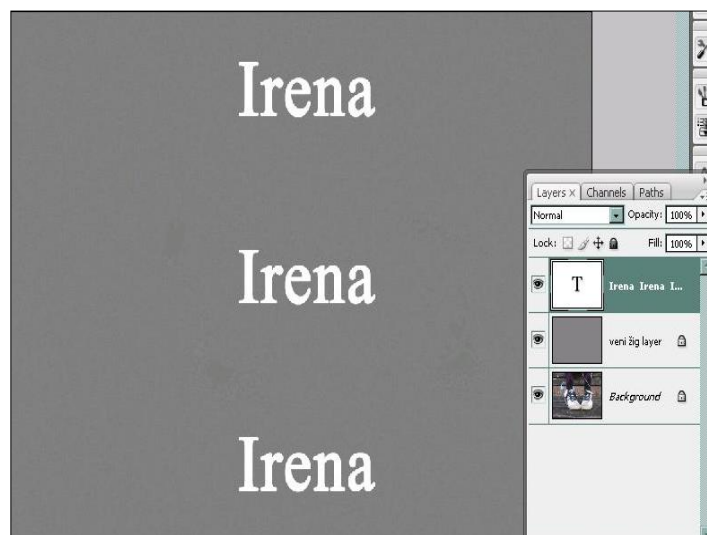 Irena
Irena
Irena
Layers × Channels Paths
Normal Opacity: 100%
Lock: Fill: 100%
T Irena Irena I...
veni žig layer
Background